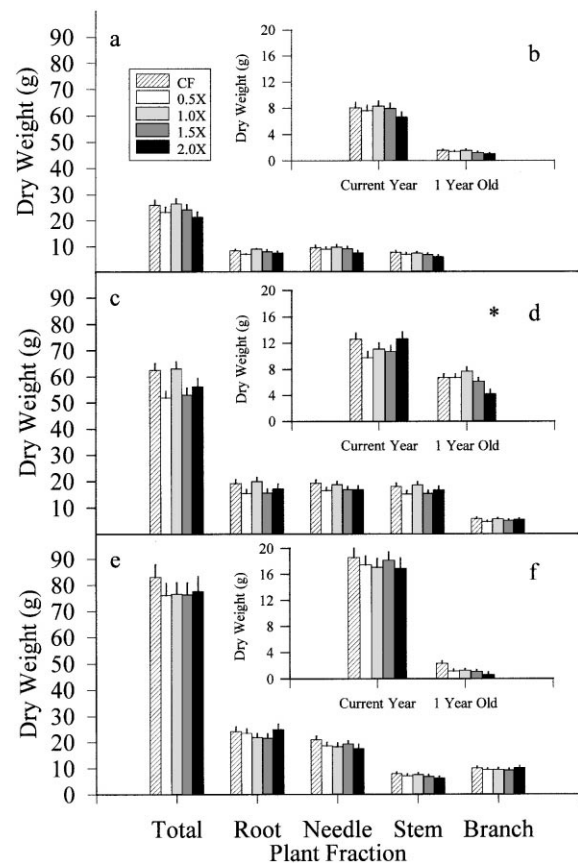 a
b
CF
0.5X
1.0X
1.5X
2.0X
Dry Weight (g)
90
80
70
60
50
40
30
20
10
Dry Weight (g)
20
16
12
8
4
0
Current Year 1 Year Old
c
* d
Dry Weight (g)
90
80
70
60
50
40
30
20
10
Dry Weight (g)
20
16
12
8
4
0
Current Year 1 Year Old
e
f
Dry Weight (g)
90
80
70
60
50
40
30
20
10
0
Dry Weight (g)
20
16
12
8
4
0
Current Year 1 Year Old
Total Root Needle Stem Branch
Plant Fraction